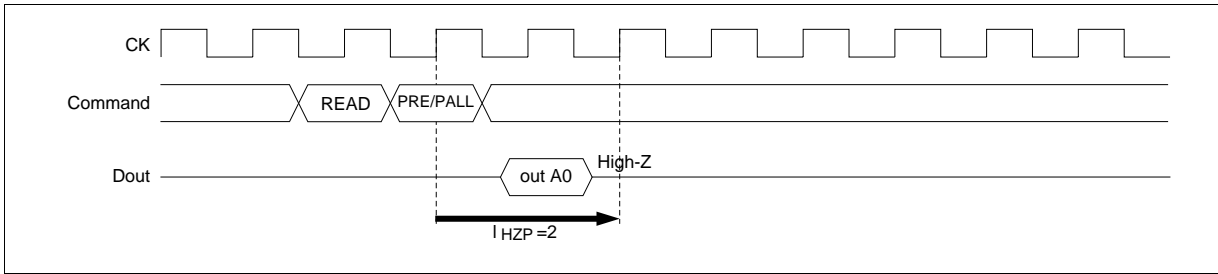 CK
Command READ PRE/PALL
Dout out A0 High-Z
l HZP =2